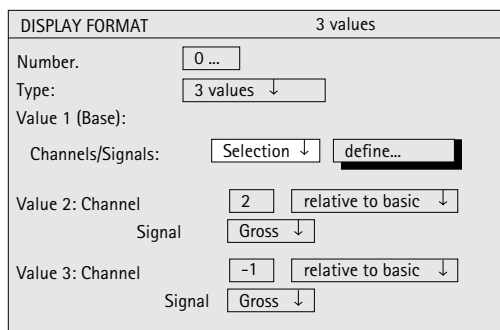 DISPLAY FORMAT 3 values
Number. 0 ...
Type: 3 values ↓
Value 1 (Base):
Channels/Signals: Selection ↓ define...
Value 2: Channel 2 relative to basic ↓
Signal Gross ↓
Value 3: Channel -1 relative to basic ↓
Signal Gross ↓